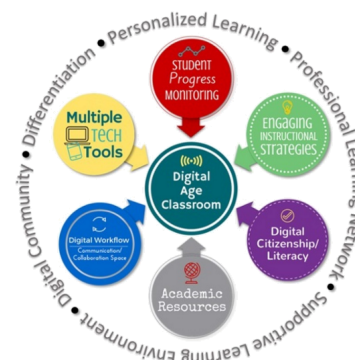 Differentiation • Personalized Learning • Professional Learning Network • Supportive Learning Environment • Digital Community •
STUDENT
Progress
MONITORING
Multiple
TECH
Tools
ENGAGING
INSTRUCTIONAL
STRATEGIES
Digital
Age
Classroom
Digital Workflow
Communication/
Collaboration Space
Digital
Citizenship/
Literacy
Academic
Resources